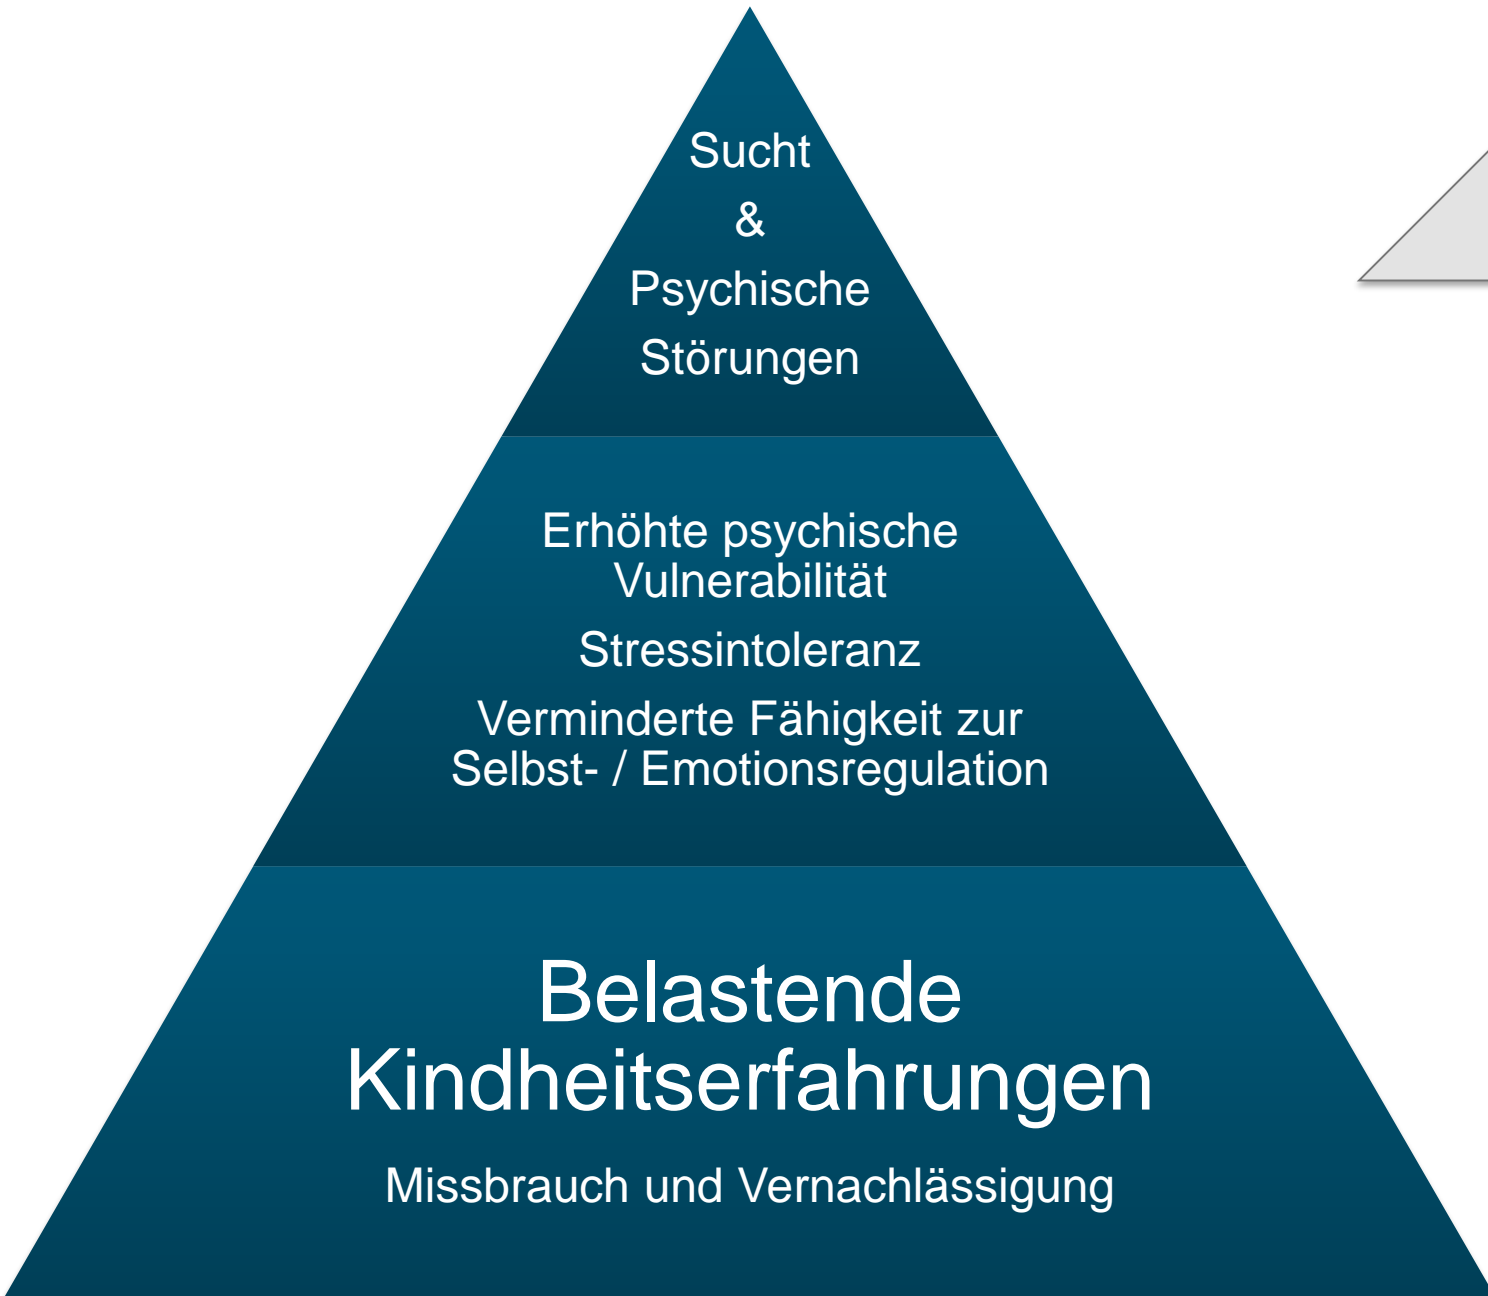 Sucht
&
Psychische
Störungen
Erhöhte psychische
Vulnerabilität
Stressintoleranz
Verminderte Fähigkeit zur
Selbst- / Emotionsregulation
Belastende
Kindheitserfahrungen
Missbrauch und Vernachlässigung